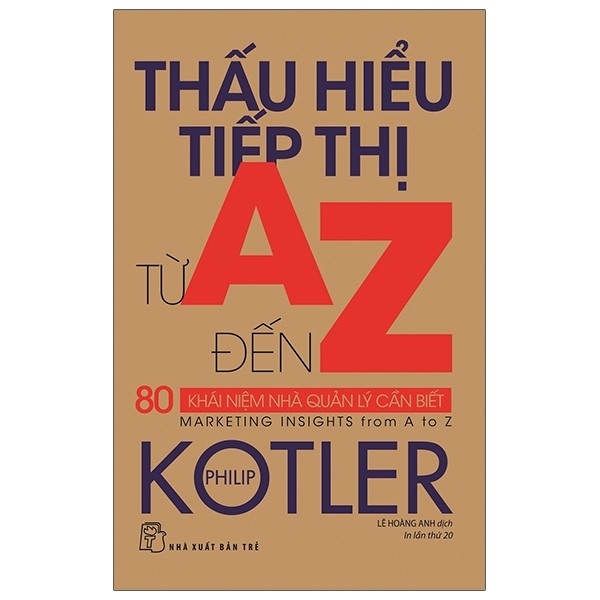 THẤU HIỂU
TIẾP THỊ
TỪ A
ĐẾN Z
80 KHÁI NIỆM NHÀ QUẢN LÝ CẦN BIẾT
MARKETING INSIGHTS from A to Z
PHILIP
KOTLER
LÊ HOÀNG ANH dịch
In lần thứ 20
NHÀ XUẤT BẢN TRẺ